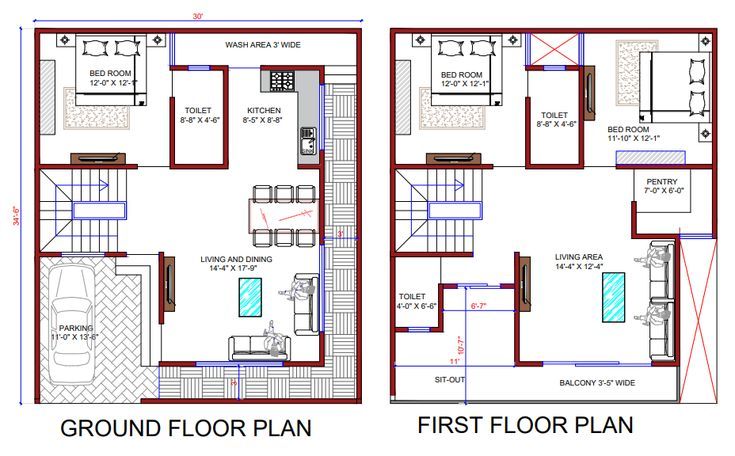 30'
WASH AREA 3' WIDE
BED ROOM
12'-0" X 12'-1"
TOILET
8'-8" X 4'-6"
KITCHEN
8'-5" X 8'-8"
34'-6"
3'
LIVING AND DINING
14'-4" X 17'-9"
PARKING
11'-0" X 13'-6"
3'
GROUND FLOOR PLAN
BED ROOM
12'-0" X 12'-1"
TOILET
8'-8" X 4'-6"
BED ROOM
11'-10" X 12'-1"
PENTRY
7'-0" X 6'-0"
LIVING AREA
14'-4" X 12'-4"
TOILET
4'-0" X 6'-6"
6'-7"
10'-7"
11'
SIT-OUT
BALCONY 3'-5" WIDE
FIRST FLOOR PLAN